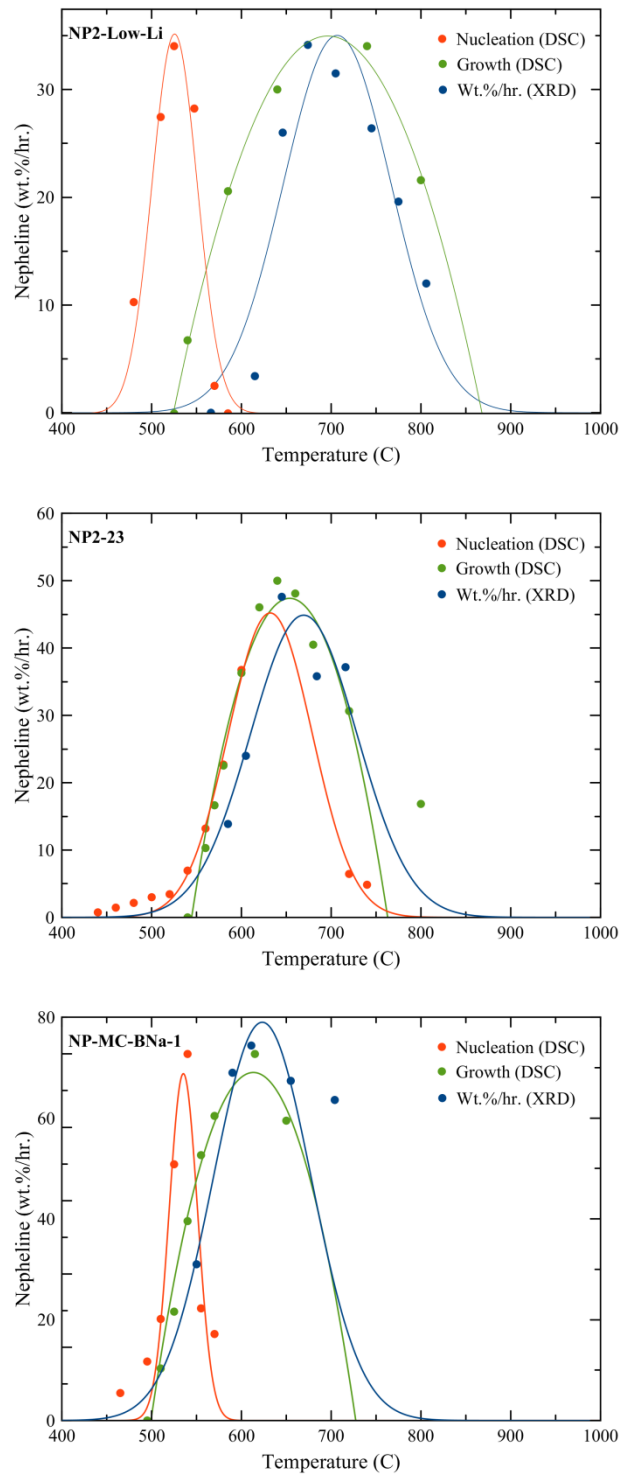 NP2-Low-Li
Nucleation (DSC)
Growth (DSC)
Wt.%/hr. (XRD)
Nepheline (wt.%/hr.)
30
20
10
0
400 500 600 700 800 900 1000
Temperature (C)
NP2-23
Nucleation (DSC)
Growth (DSC)
Wt.%/hr. (XRD)
Nepheline (wt.%/hr.)
60
50
40
30
20
10
0
400 500 600 700 800 900 1000
Temperature (C)
NP-MC-BNa-1
Nucleation (DSC)
Growth (DSC)
Wt.%/hr. (XRD)
Nepheline (wt.%/hr.)
80
60
40
20
0
400 500 600 700 800 900 1000
Temperature (C)